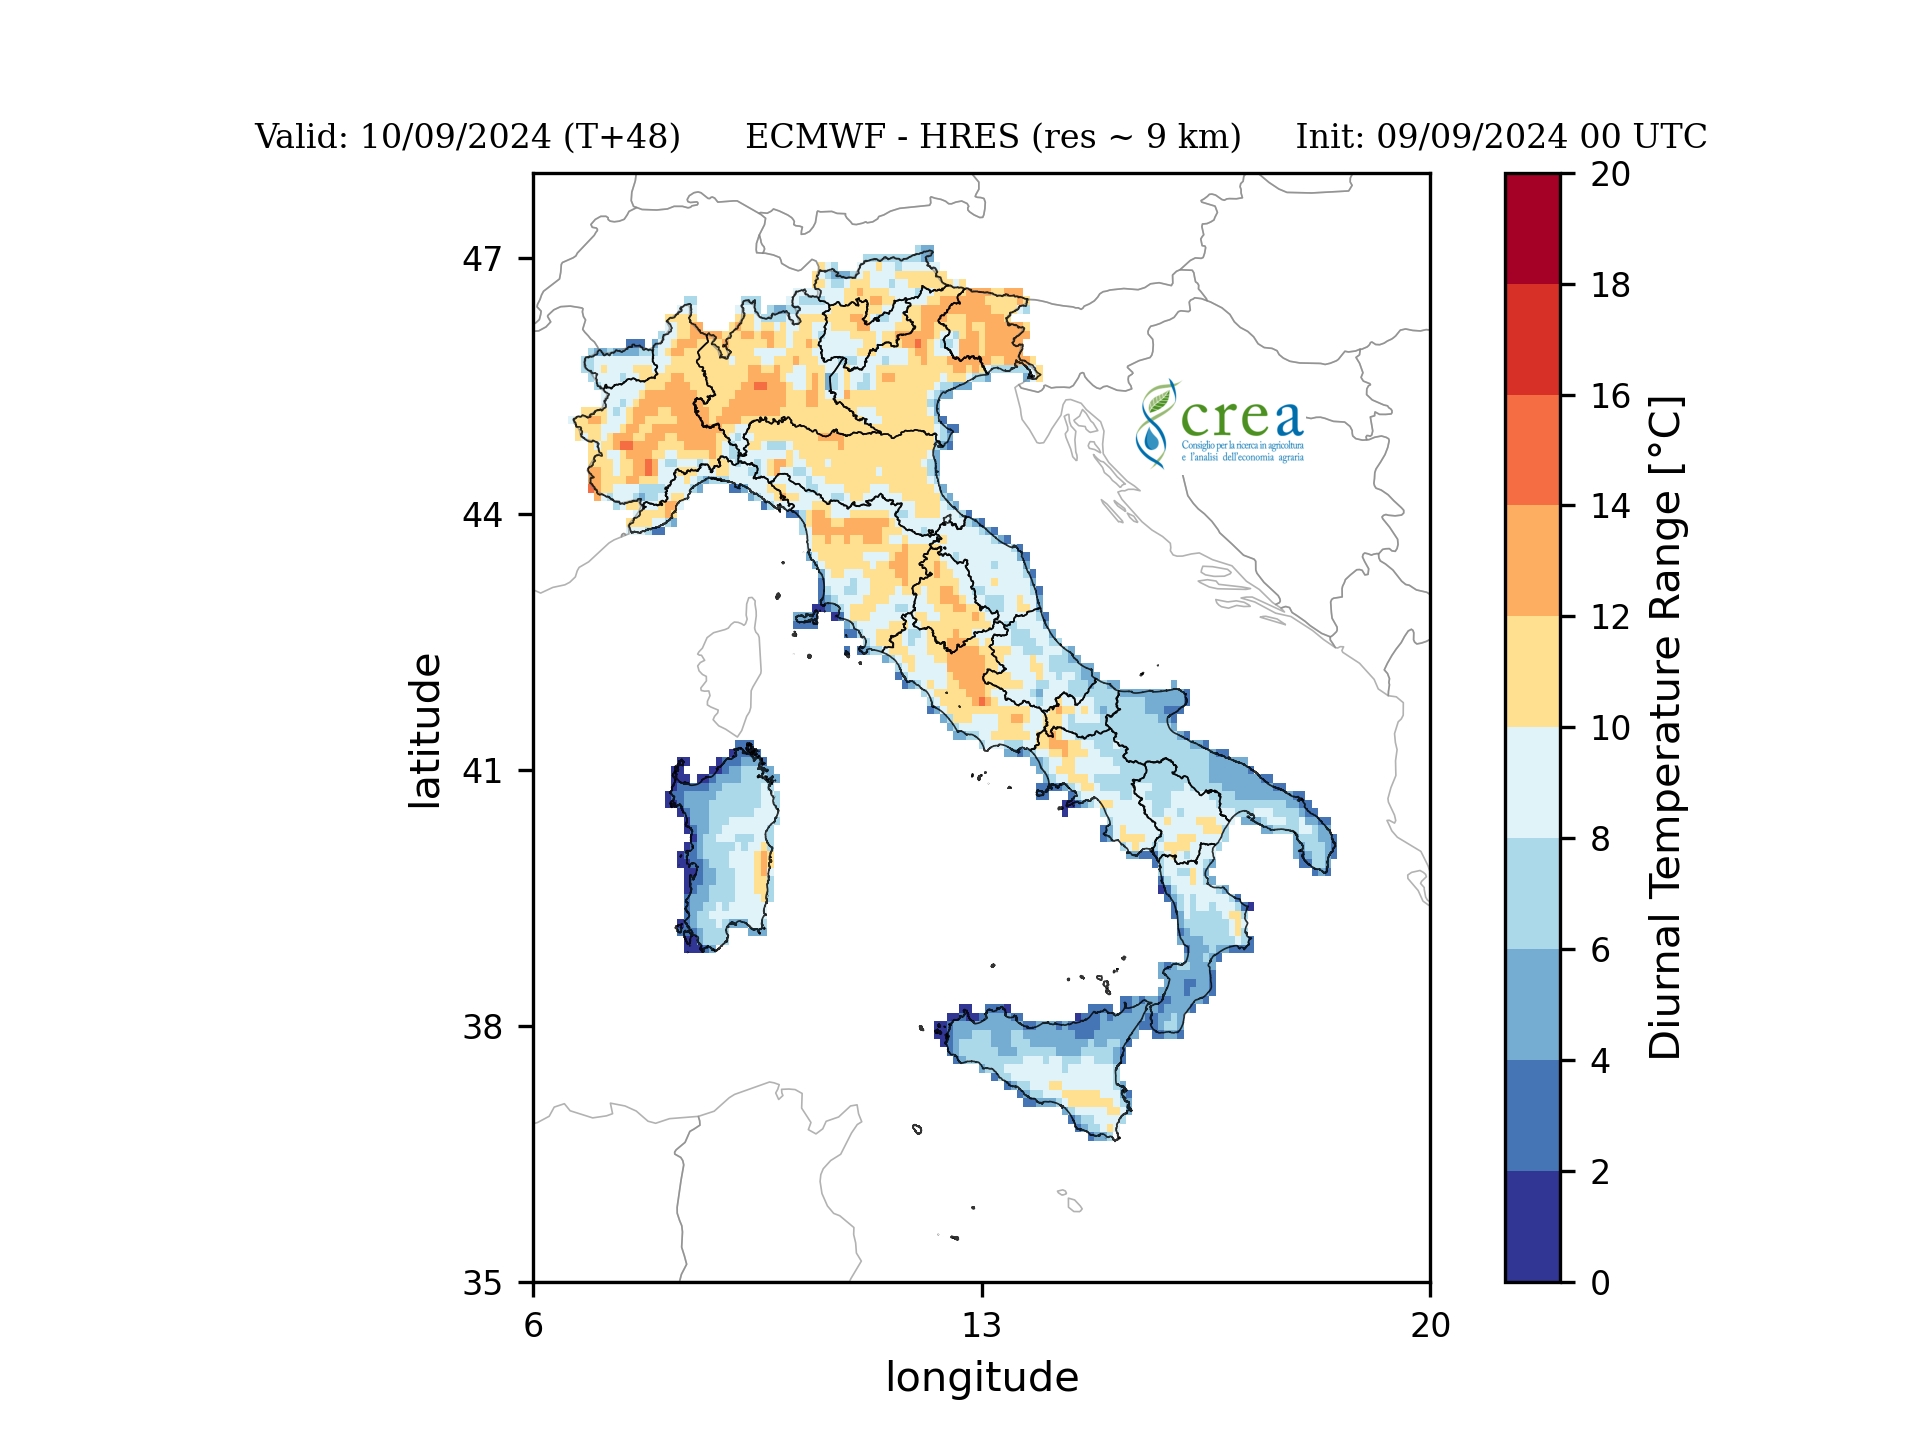 Valid: 10/09/2024 (T+48) ECMWF - HRES (res ~ 9 km) Init: 09/09/2024 00 UTC
47
44
41
38
35
latitude
6 13 20
longitude
crea
Consiglio per la ricerca in agricoltura
e l'analisi dell'economia agraria
20
18
16
14
12
10
8
6
4
2
0
Diurnal Temperature Range [°C]